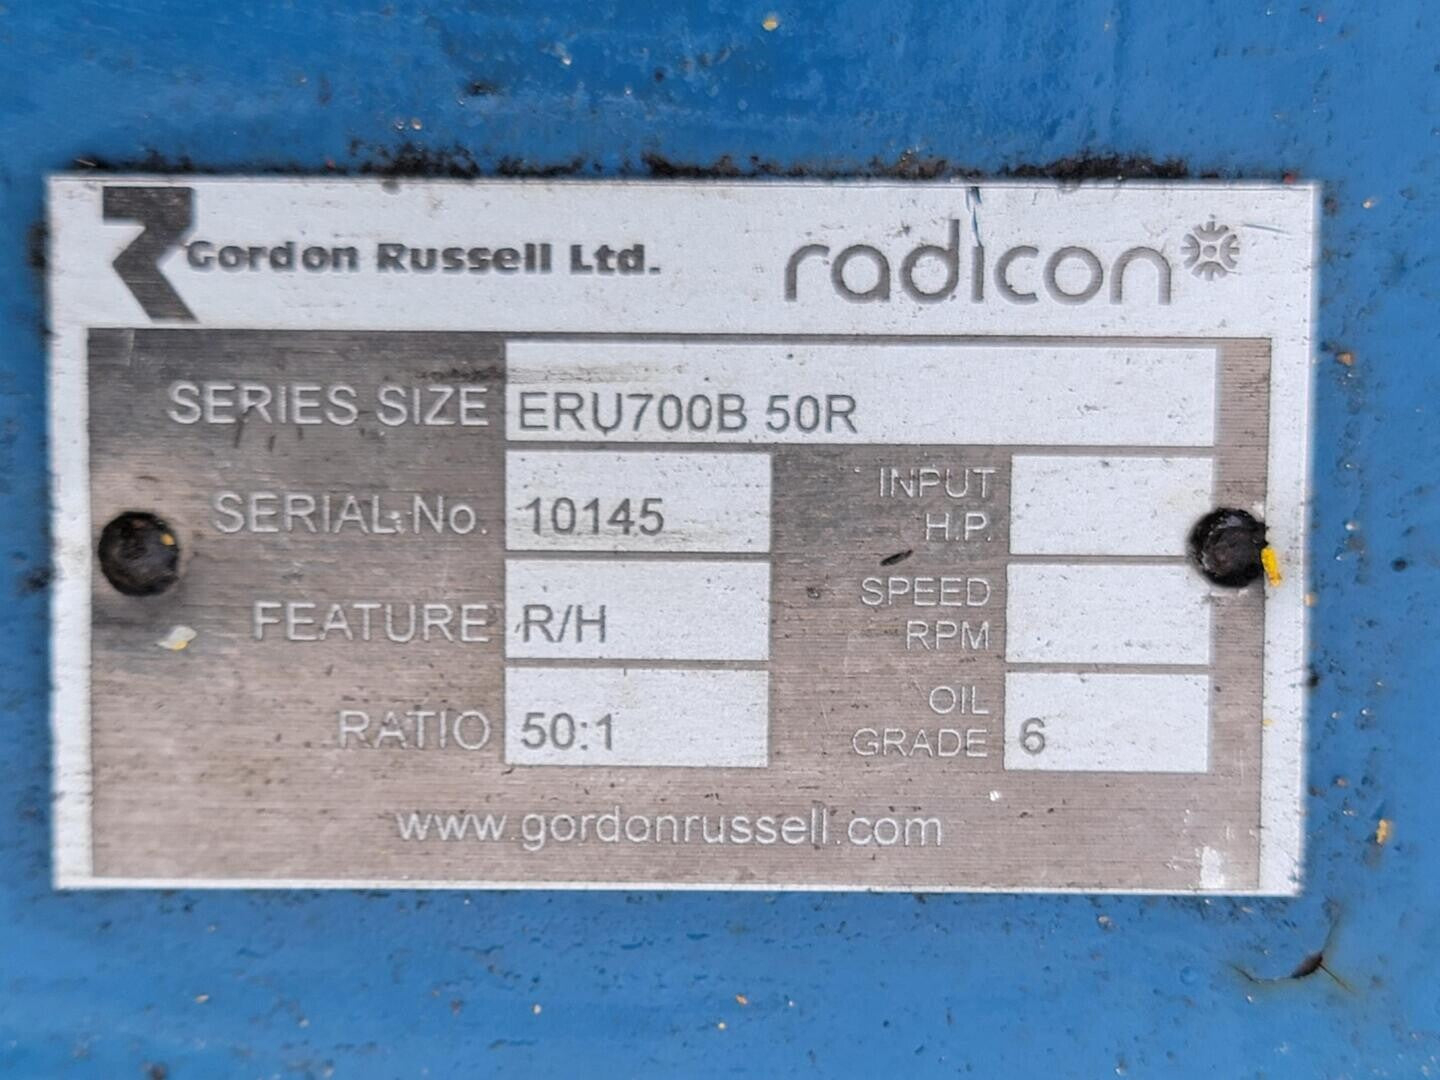 Gordon Russell Ltd. radicon
SERIES SIZE ERU700B 50R
SERIAL No. 10145
INPUT H.P.
FEATURE R/H
SPEED RPM
RATIO 50:1
OIL GRADE 6
www.gordonrussell.com